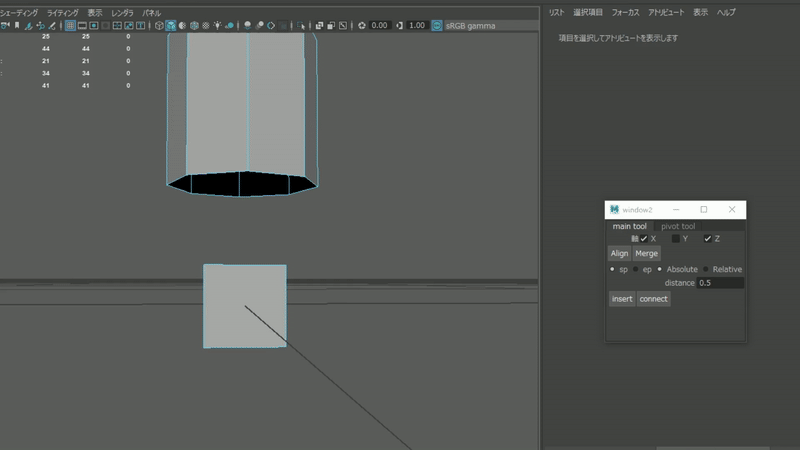 シェーディング ライティング 表示 レンダラ パネル
リスト 選択項目 フォーカス アトリビュート 表示 ヘルプ
0.00 1.00 sRGB gamma
25 25 0
44 44 0
: 21 21 0
: 34 34 0
41 41 0
項目を選択してアトリビュートを表示します
window2
main tool pivot tool
軸 X Y Z
Align Merge
sp ep Absolute Relative
distance 0.5
insert connect